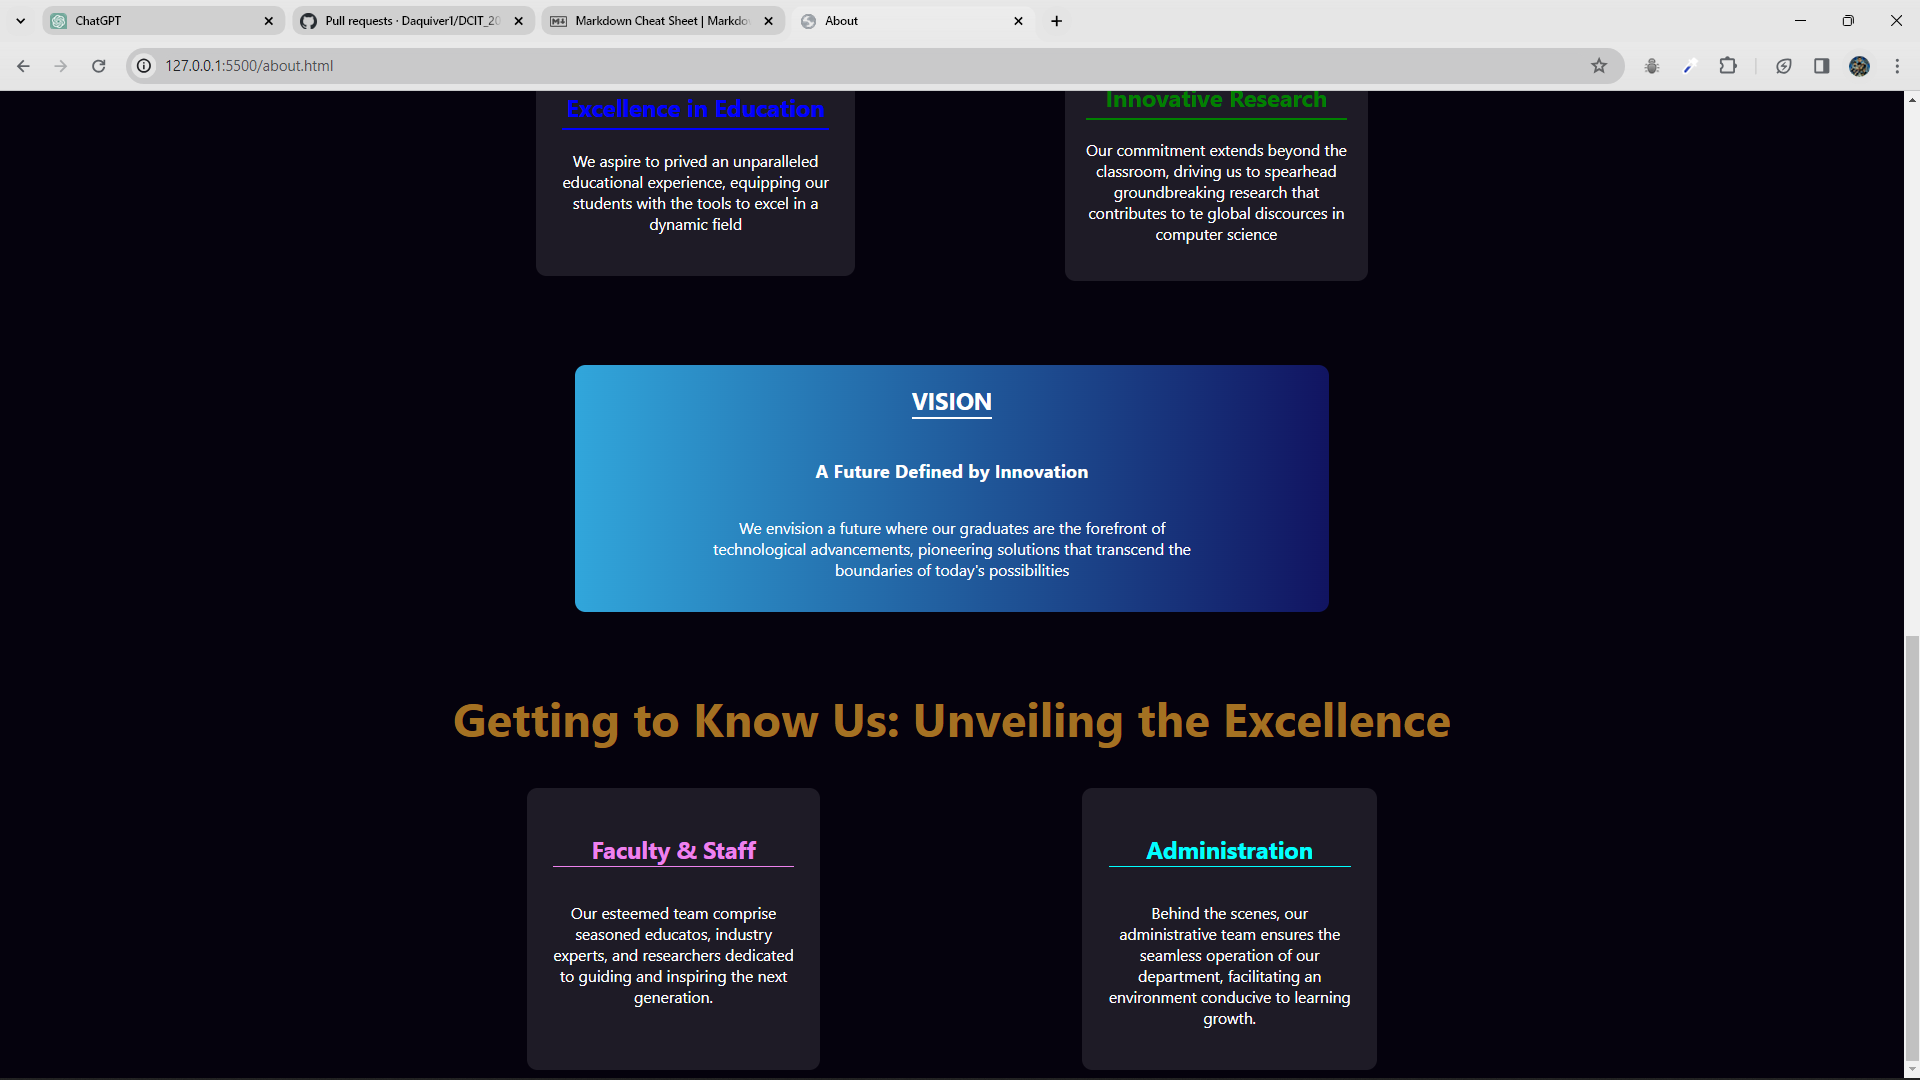 ChatGPT
Pull requests · Daquiver1/DCIT_20
Markdown Cheat Sheet | Markdo
About
127.0.0.1:5500/about.html
Excellence in Education
We aspire to prived an unparalleled
educational experience, equipping our
students with the tools to excel in a
dynamic field
Innovative Research
Our commitment extends beyond the
classroom, driving us to spearhead
groundbreaking research that
contributes to te global discources in
computer science
VISION
A Future Defined by Innovation
We envision a future where our graduates are the forefront of
technological advancements, pioneering solutions that transcend the
boundaries of today's possibilities
Getting to Know Us: Unveiling the Excellence
Faculty & Staff
Our esteemed team comprise
seasoned educatos, industry
experts, and researchers dedicated
to guiding and inspiring the next
generation.
Administration
Behind the scenes, our
administrative team ensures the
seamless operation of our
department, facilitating an
environment conducive to learning
growth.